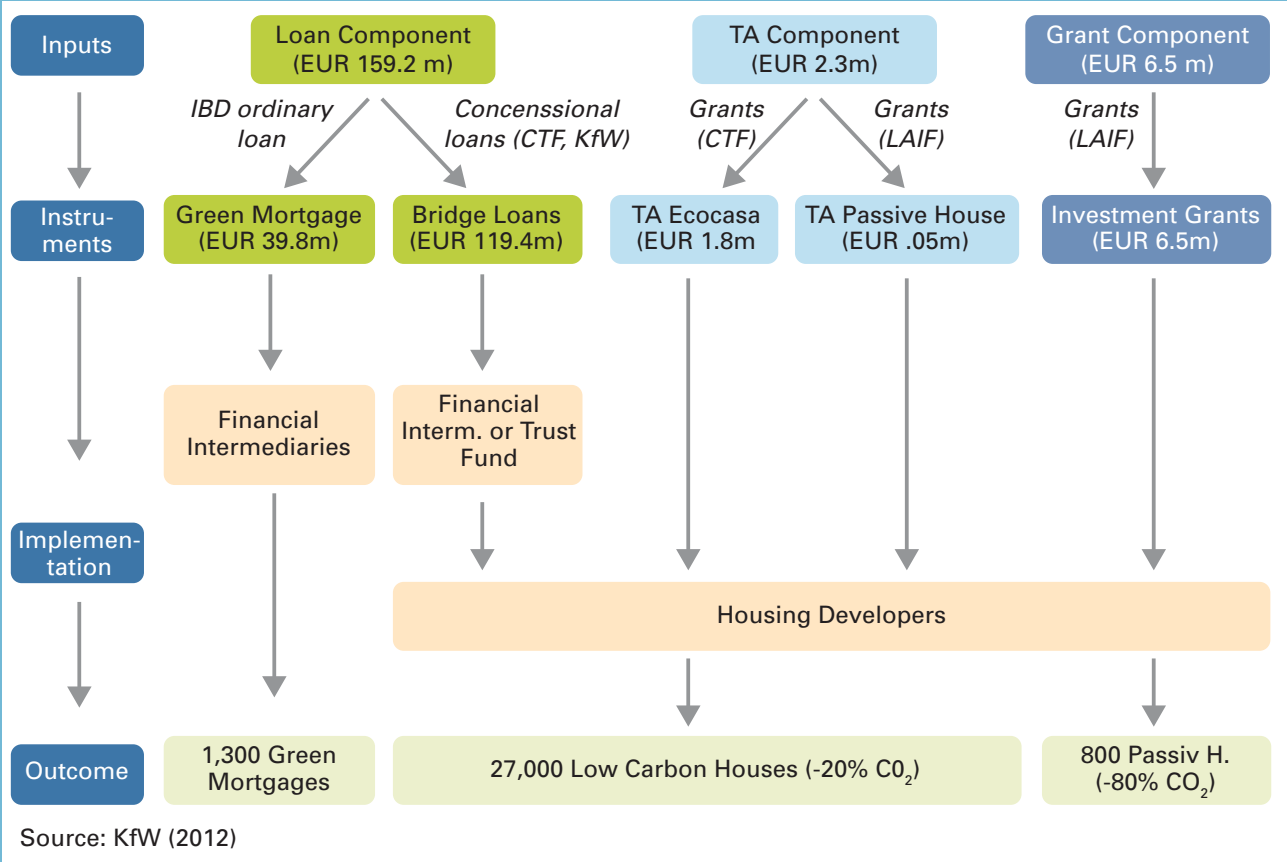 Inputs
Loan Component
(EUR 159.2 m)
TA Component
(EUR 2.3m)
Grant Component
(EUR 6.5 m)
IBD ordinary
loan
Concenssional
loans (CTF, KfW)
Grants
(CTF)
Grants
(LAIF)
Grants
(LAIF)
Instru-
ments
Green Mortgage
(EUR 39.8m)
Bridge Loans
(EUR 119.4m)
TA Ecocasa
(EUR 1.8m
TA Passive House
(EUR .05m)
Investment Grants
(EUR 6.5m)
Financial
Intermediaries
Financial
Interm. or Trust
Fund
Implemen-
tation
Housing Developers
Outcome
1,300 Green
Mortgages
27,000 Low Carbon Houses (-20% C0₂)
800 Passiv H.
(-80% CO₂)
Source: KfW (2012)